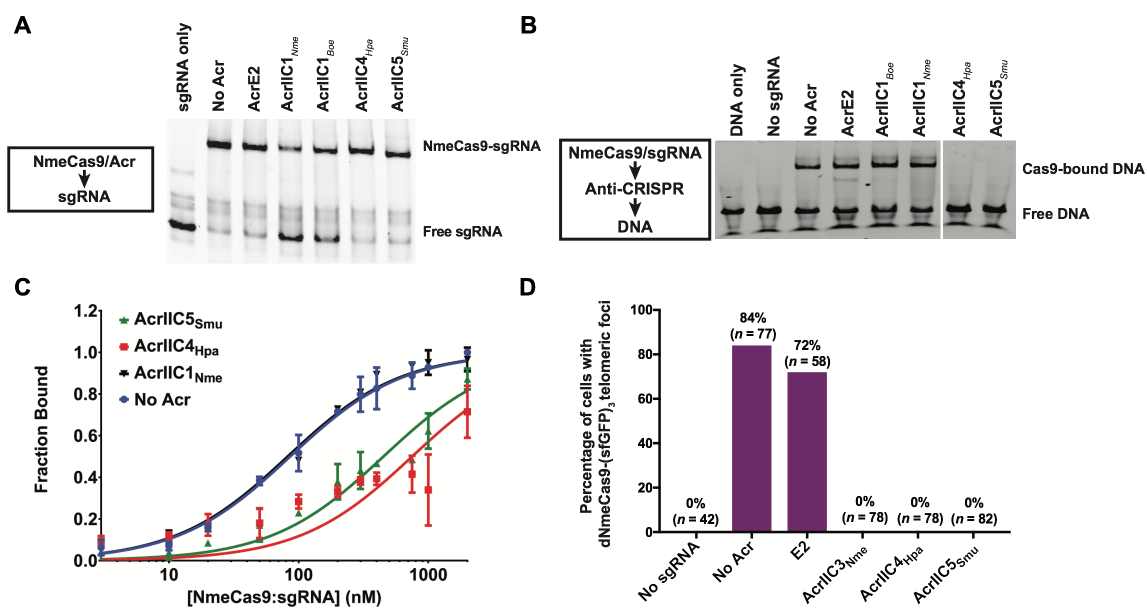 A
sgRNA only
No Acr
AcrE2
AcrIIC1Nme
AcrIIC1Boe
AcrIIC4Hpa
AcrIIC5Smu
NmeCas9/Acr
sgRNA
NmeCas9-sgRNA
Free sgRNA
B
DNA only
No sgRNA
No Acr
AcrE2
AcrIIC1Boe
AcrIIC1Nme
AcrIIC4Hpa
AcrIIC5Smu
NmeCas9/sgRNA
Anti-CRISPR
DNA
Cas9-bound DNA
Free DNA
C
Fraction Bound
1.2
1.0
0.8
0.6
0.4
0.2
0.0
AcrIIC5Smu
AcrIIC4Hpa
AcrIIC1Nme
No Acr
10
100
1000
[NmeCas9:sgRNA] (nM)
D
Percentage of cells with
dNmeCas9-(sfGFP)3 telomeric foci
100
80
60
40
20
0
0%
(n = 42)
84%
(n = 77)
72%
(n = 58)
0%
(n = 78)
0%
(n = 78)
0%
(n = 82)
No sgRNA
No Acr
E2
AcrIIC3Nme
AcrIIC4Hpa
AcrIIC5Smu